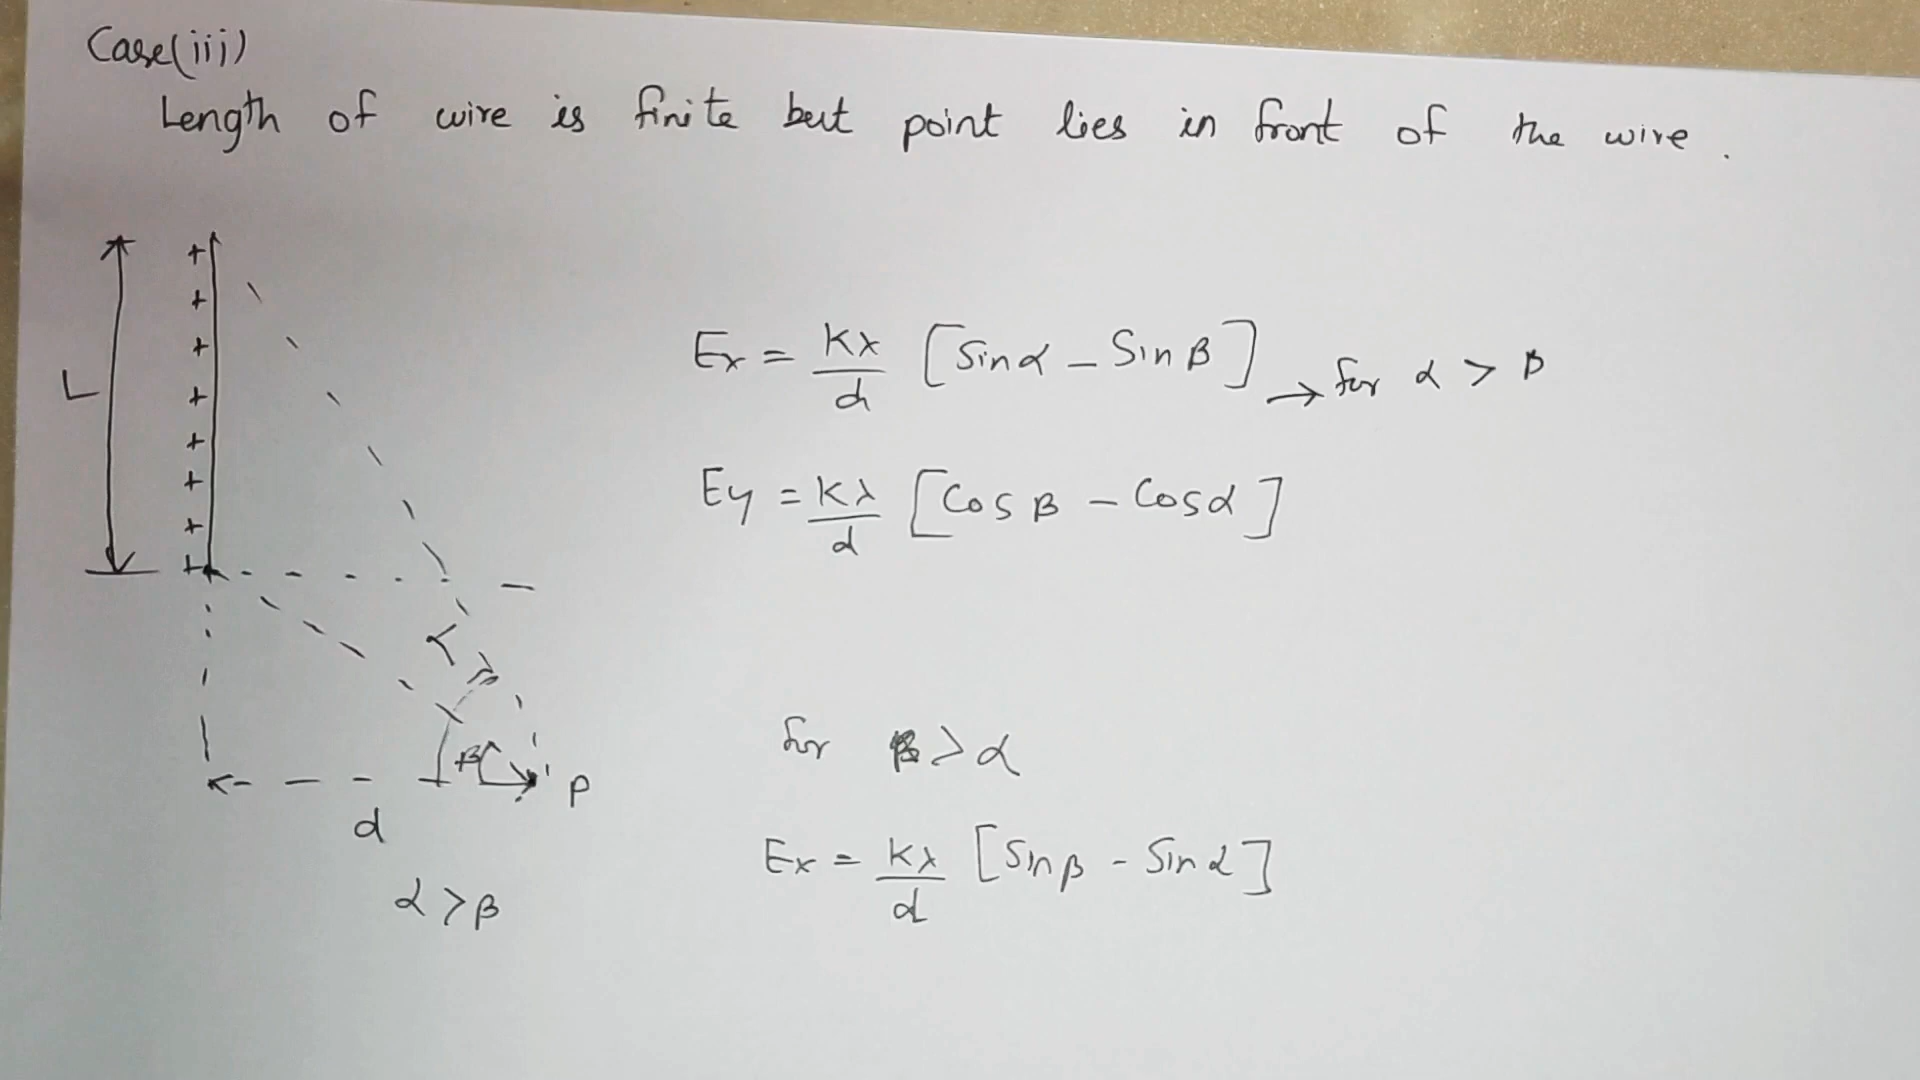 Case(iii)
Length of wire is finite but point lies in front of the wire.
+
+
+
+
+
+
+
+
L
Ex = Kλ/d [Sinα - Sinβ] → for α > β
Ey = Kλ/d [Cosβ - Cosα]
α
β
P
d
α > β
for β > α
Ex = Kλ/d [Sinβ - Sinα]